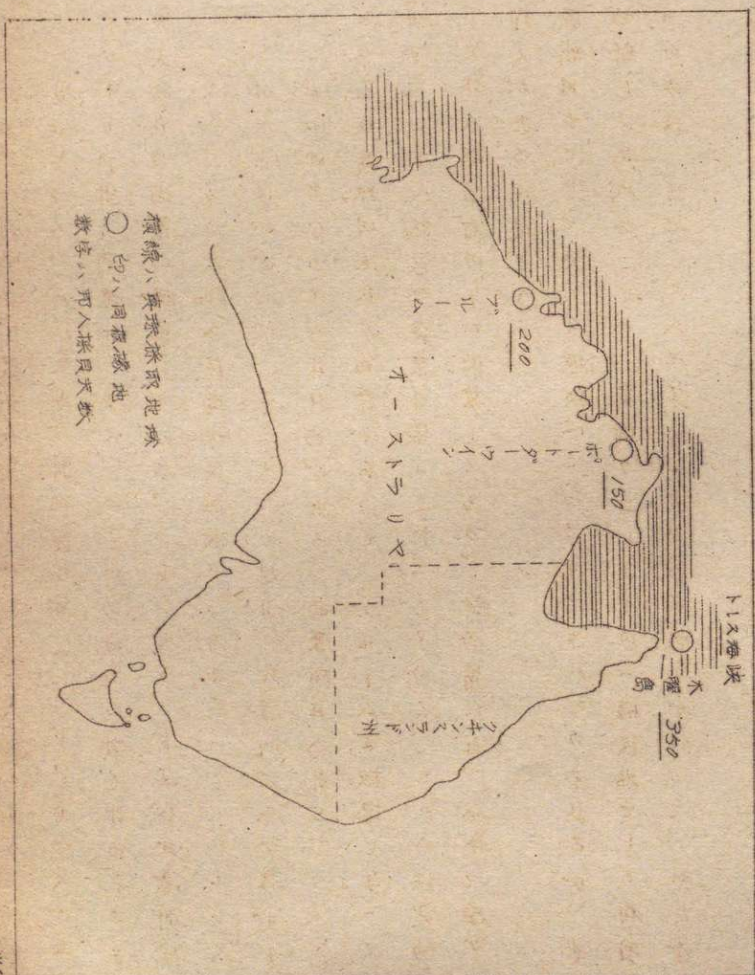 トレス海峡
木曜島
350
ポートダーウイン
150
ブルーム
200
オーストラリヤ
クヰンスランド州
横線ハ真珠採取地域
○印ハ同根拠地
数字ハ邦人採貝夫数